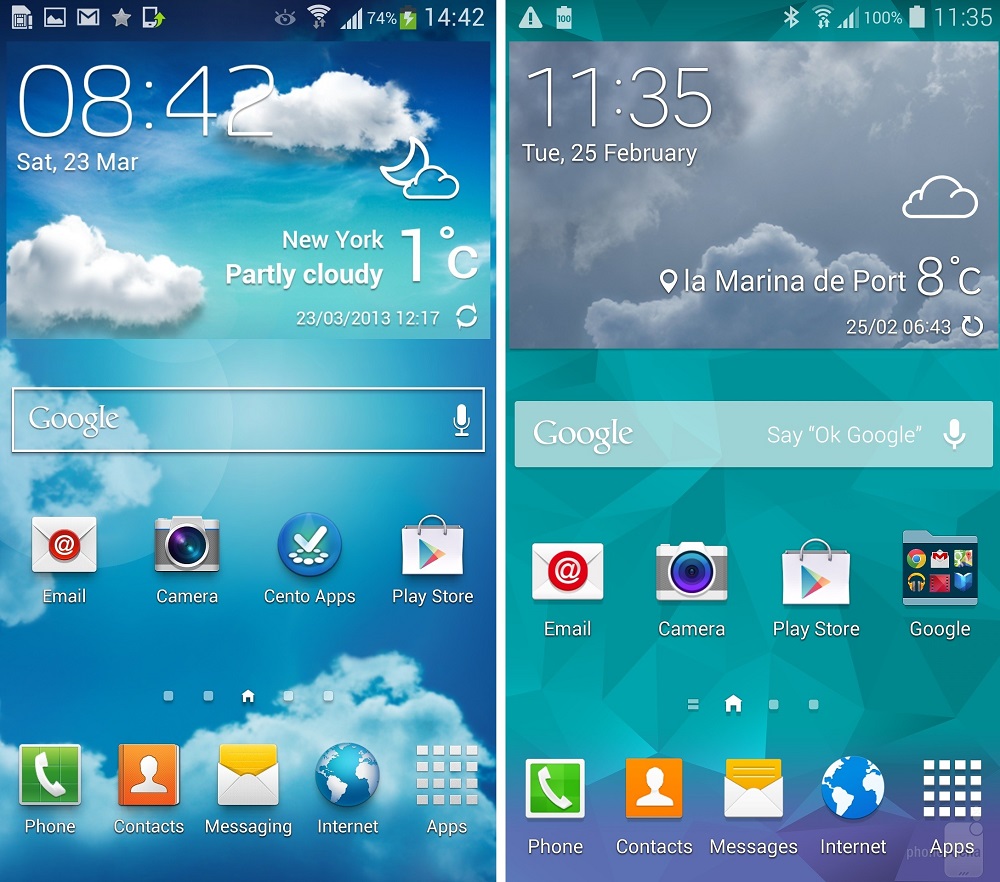 74% 14:42
08:42
Sat, 23 Mar
New York
1°c
Partly cloudy
23/03/2013 12:17
Google
Email Camera Cento Apps Play Store
Phone Contacts Messaging Internet Apps
100 100% 11:35
11:35
Tue, 25 February
la Marina de Port 8°c
25/02 06:43
Google Say "Ok Google"
Email Camera Play Store Google
Phone Contacts Messages Internet Apps